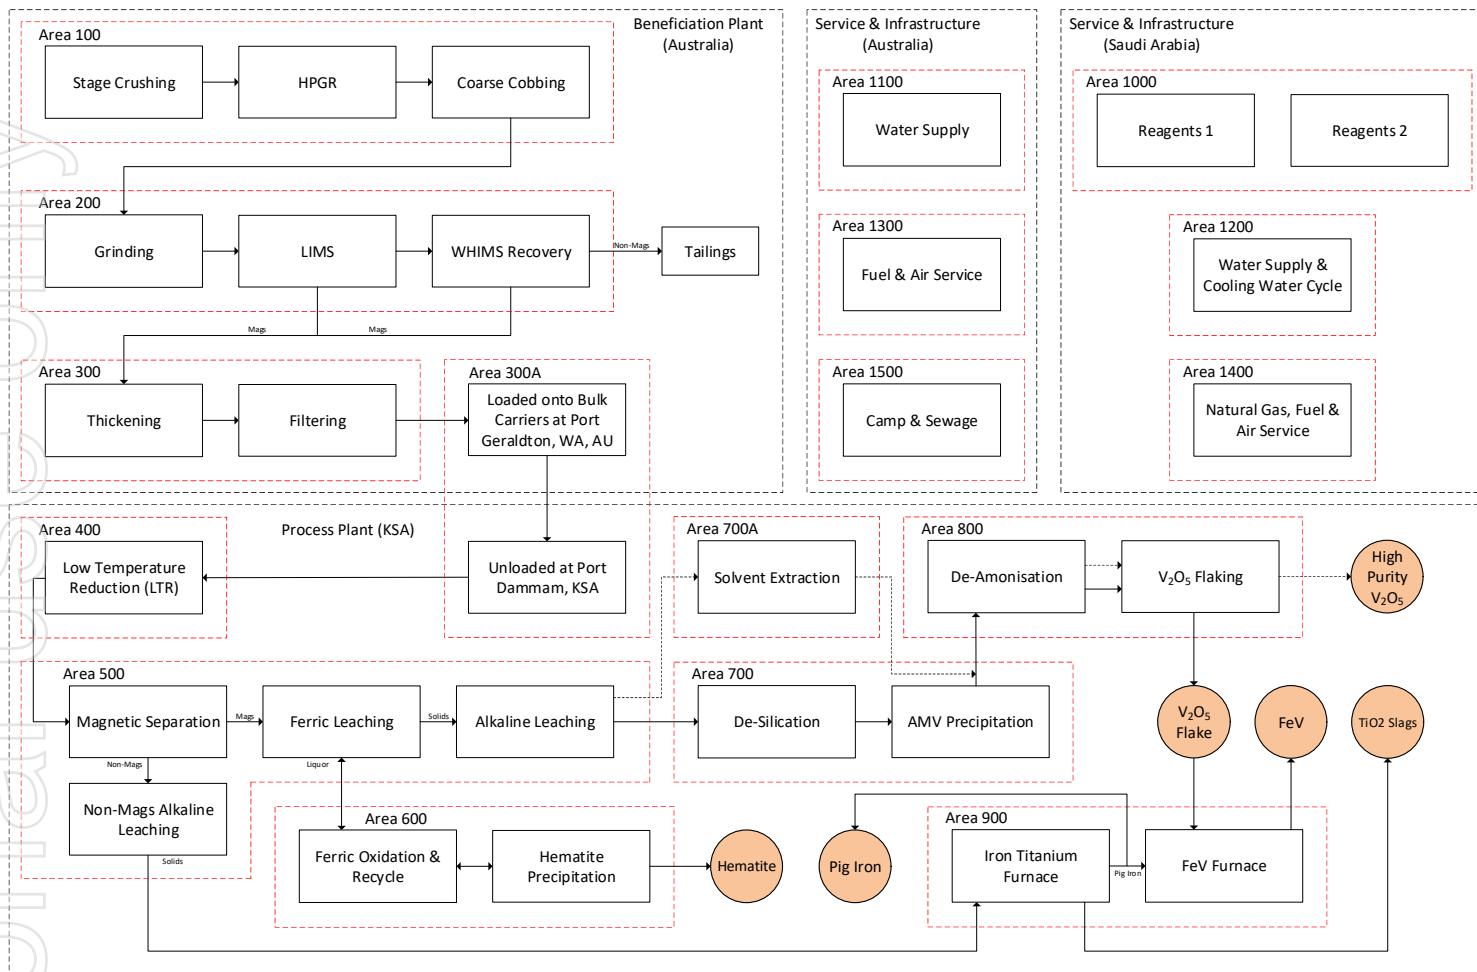 Beneficiation Plant
(Australia)
Area 100
Stage Crushing
HPGR
Coarse Cobbing
Area 200
Grinding
LIMS
WHIMS Recovery
Non-Mags
Tailings
Mags
Mags
Area 300
Thickening
Filtering
Area 300A
Loaded onto Bulk
Carriers at Port
Geraldton, WA, AU
Service & Infrastructure
(Australia)
Area 1100
Water Supply
Area 1300
Fuel & Air Service
Area 1500
Camp & Sewage
Service & Infrastructure
(Saudi Arabia)
Area 1000
Reagents 1
Reagents 2
Area 1200
Water Supply &
Cooling Water Cycle
Area 1400
Natural Gas, Fuel &
Air Service
Process Plant (KSA)
Area 400
Low Temperature
Reduction (LTR)
Unloaded at Port
Dammam, KSA
Area 700A
Solvent Extraction
Area 800
De-Amonisation
V₂O₅ Flaking
High
Purity
V₂O₅
Area 500
Magnetic Separation
Mags
Ferric Leaching
Solids
Alkaline Leaching
Non-Mags
Liquor
Non-Mags Alkaline
Leaching
Solids
Area 700
De-Silication
AMV Precipitation
V₂O₅
Flake
FeV
TiO2 Slags
Area 600
Ferric Oxidation &
Recycle
Hematite
Precipitation
Hematite
Pig Iron
Area 900
Iron Titanium
Furnace
Pig Iron
FeV Furnace